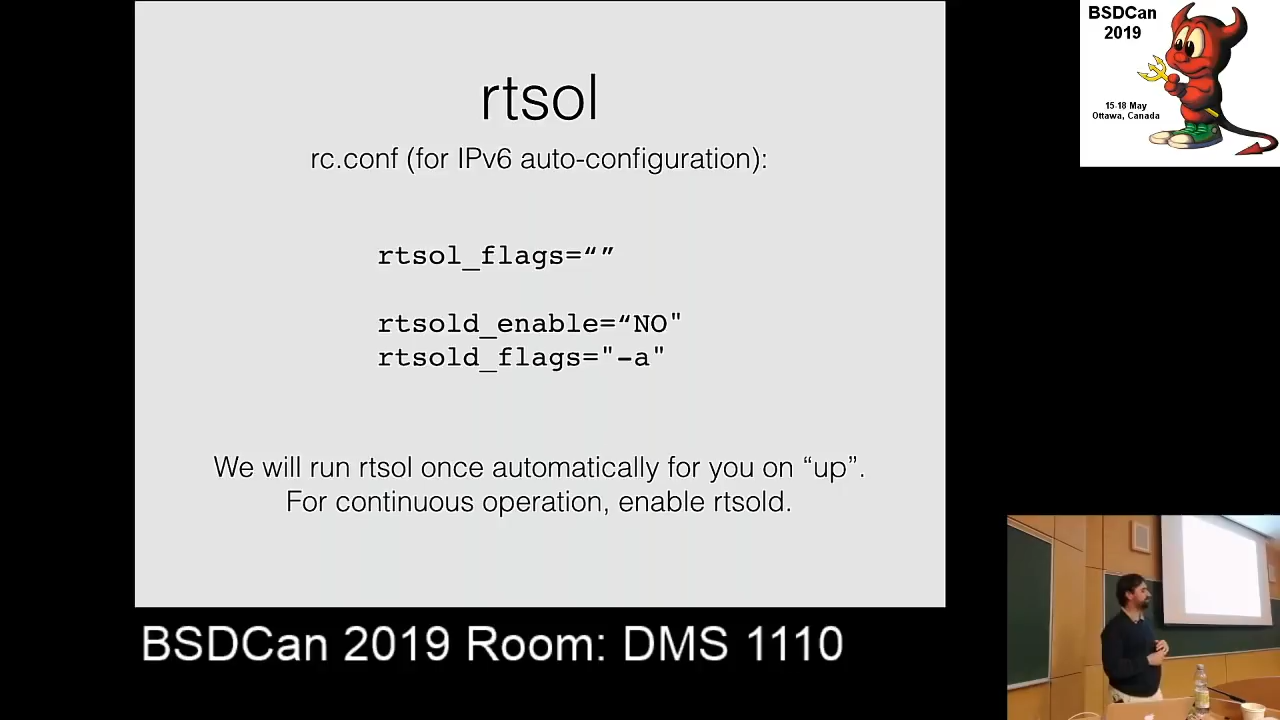 rtsol
rc.conf (for IPv6 auto-configuration):
rtsol_flags=“”
rtsold_enable=“NO"
rtsold_flags="-a"
We will run rtsol once automatically for you on “up”.
For continuous operation, enable rtsold.
BSDCan 2019 Room: DMS 1110
BSDCan
2019
15-18 May
Ottawa, Canada